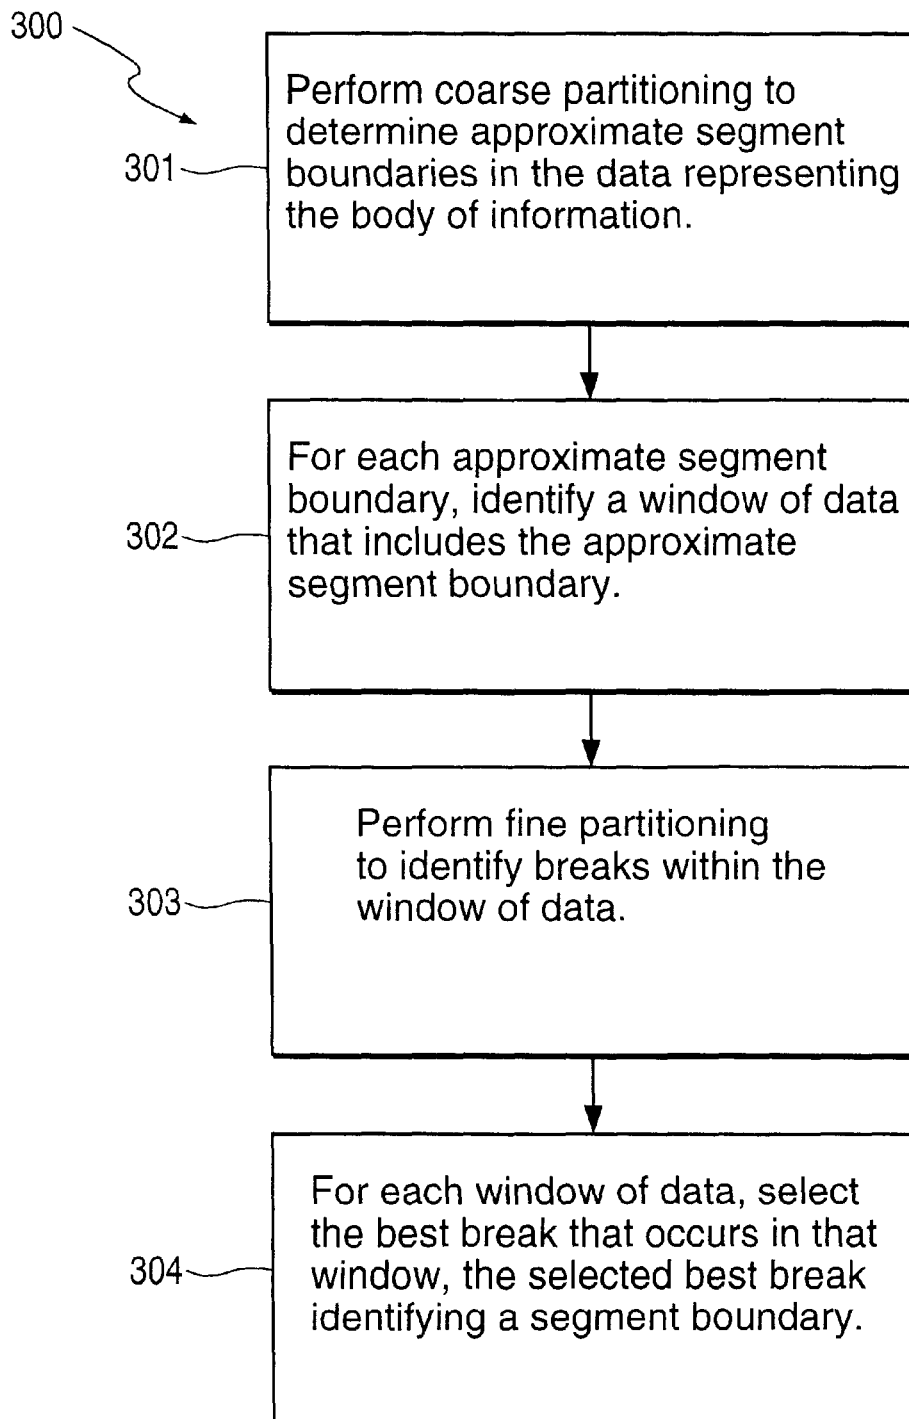 300
301
Perform coarse partitioning to
determine approximate segment
boundaries in the data representing
the body of information.
302
For each approximate segment
boundary, identify a window of data
that includes the approximate
segment boundary.
303
Perform fine partitioning
to identify breaks within the
window of data.
304
For each window of data, select
the best break that occurs in that
window, the selected best break
identifying a segment boundary.